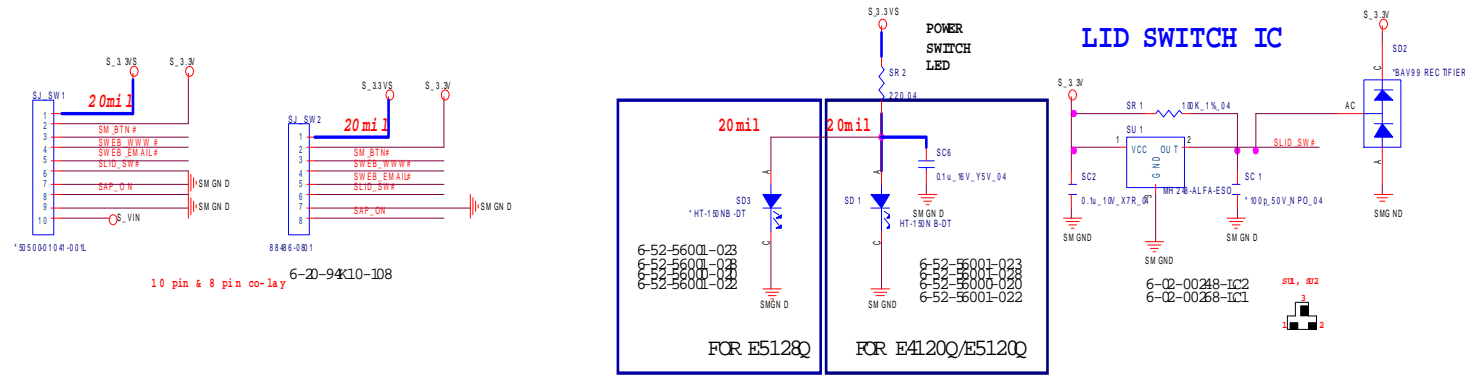 S_3.3VS
S_3.3V
SJ_SW1
20mil
1
2
3
4
5
6
7
8
9
10
SM_BTN#
SWEB_WWW#
SWEB_EMAIL#
SLID_SW#
SAP_ON
SMGND
SMGND
S_VIN
*50500-01041-001L
10 pin & 8 pin co-lay
S_3.3VS
S_3.3V
SJ_SW2
20mil
1
2
3
4
5
6
7
8
SM_BTN#
SWEB_WWW#
SWEB_EMAIL#
SLID_SW#
SAP_ON
SMGND
88486-0801
6-20-94K10-108
S_3.3VS
POWER
SWITCH
LED
SR2
220_04
20mil
20mil
SC6
0.1u_16V_Y5V_04
SMGND
A
SD3
*HT-150NB-DT
C
SMGND
6-52-56001-023
6-52-56001-028
6-52-56000-020
6-52-56001-022
FOR E5128Q
A
SD1
HT-150NB-DT
C
SMGND
6-52-56001-023
6-52-56001-028
6-52-56000-020
6-52-56001-022
FOR E4120Q/E5120Q
LID SWITCH IC
S_3.3V
SR1
100K_1%_04
SU1
1
VCC
OUT
2
GND
3
MH248-ALFA-ESO
SC2
0.1u_10V_X7R_04
SMGND
SMGND
SC1
*100p_50V_NPO_04
SMGND
SLID_SW#
S_3.3V
SD2
*BAV99 RECTIFIER
C
AC
A
SMGND
6-02-00248-LC2
6-02-00268-LC1
SU1, SU2
3
1
2